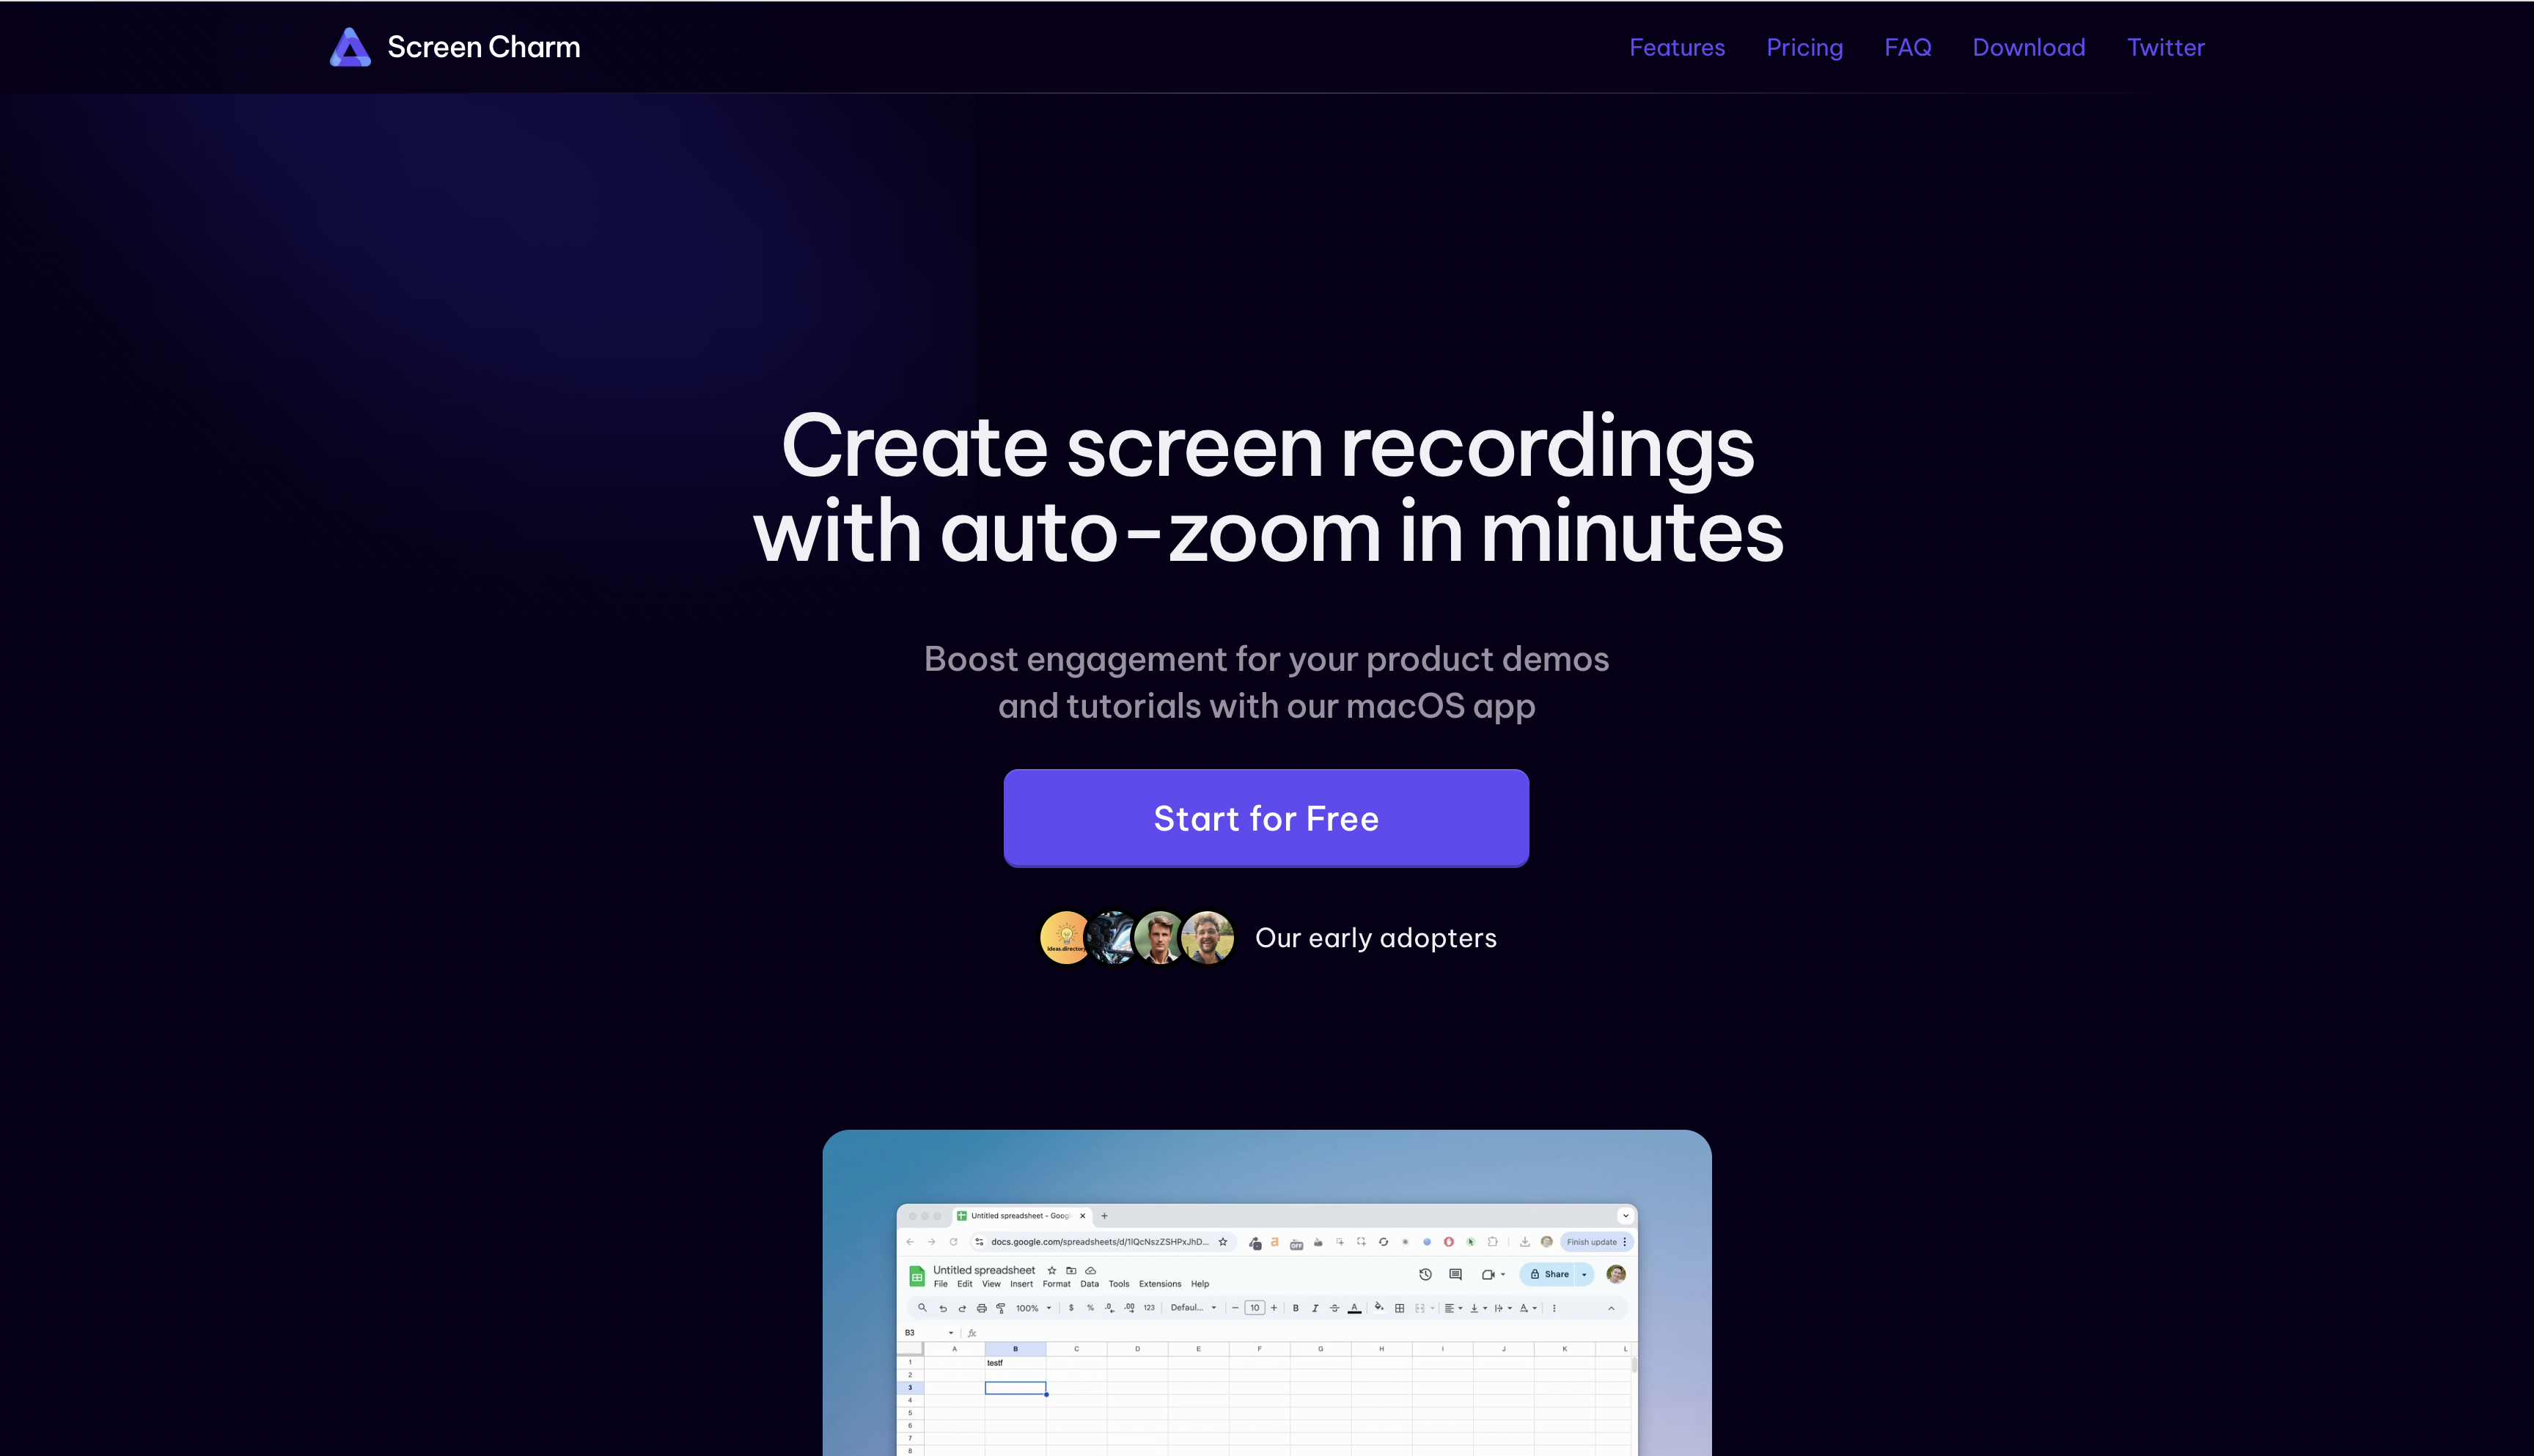 Screen Charm
Features Pricing FAQ Download Twitter
Create screen recordings
with auto-zoom in minutes
Boost engagement for your product demos
and tutorials with our macOS app
Start for Free
ideas.directory
Our early adopters
Untitled spreadsheet - Goog
docs.google.com/spreadsheets/d/1lQcNszZSHPxJhD...
OFF
Finish update
Untitled spreadsheet
File Edit View Insert Format Data Tools Extensions Help
Share
100% $ % .0 .00 123 Defaul... 10 B I S A
B3 fx
A B C D E F G H I J K L
1 testf
2
3
4
5
6
7
8